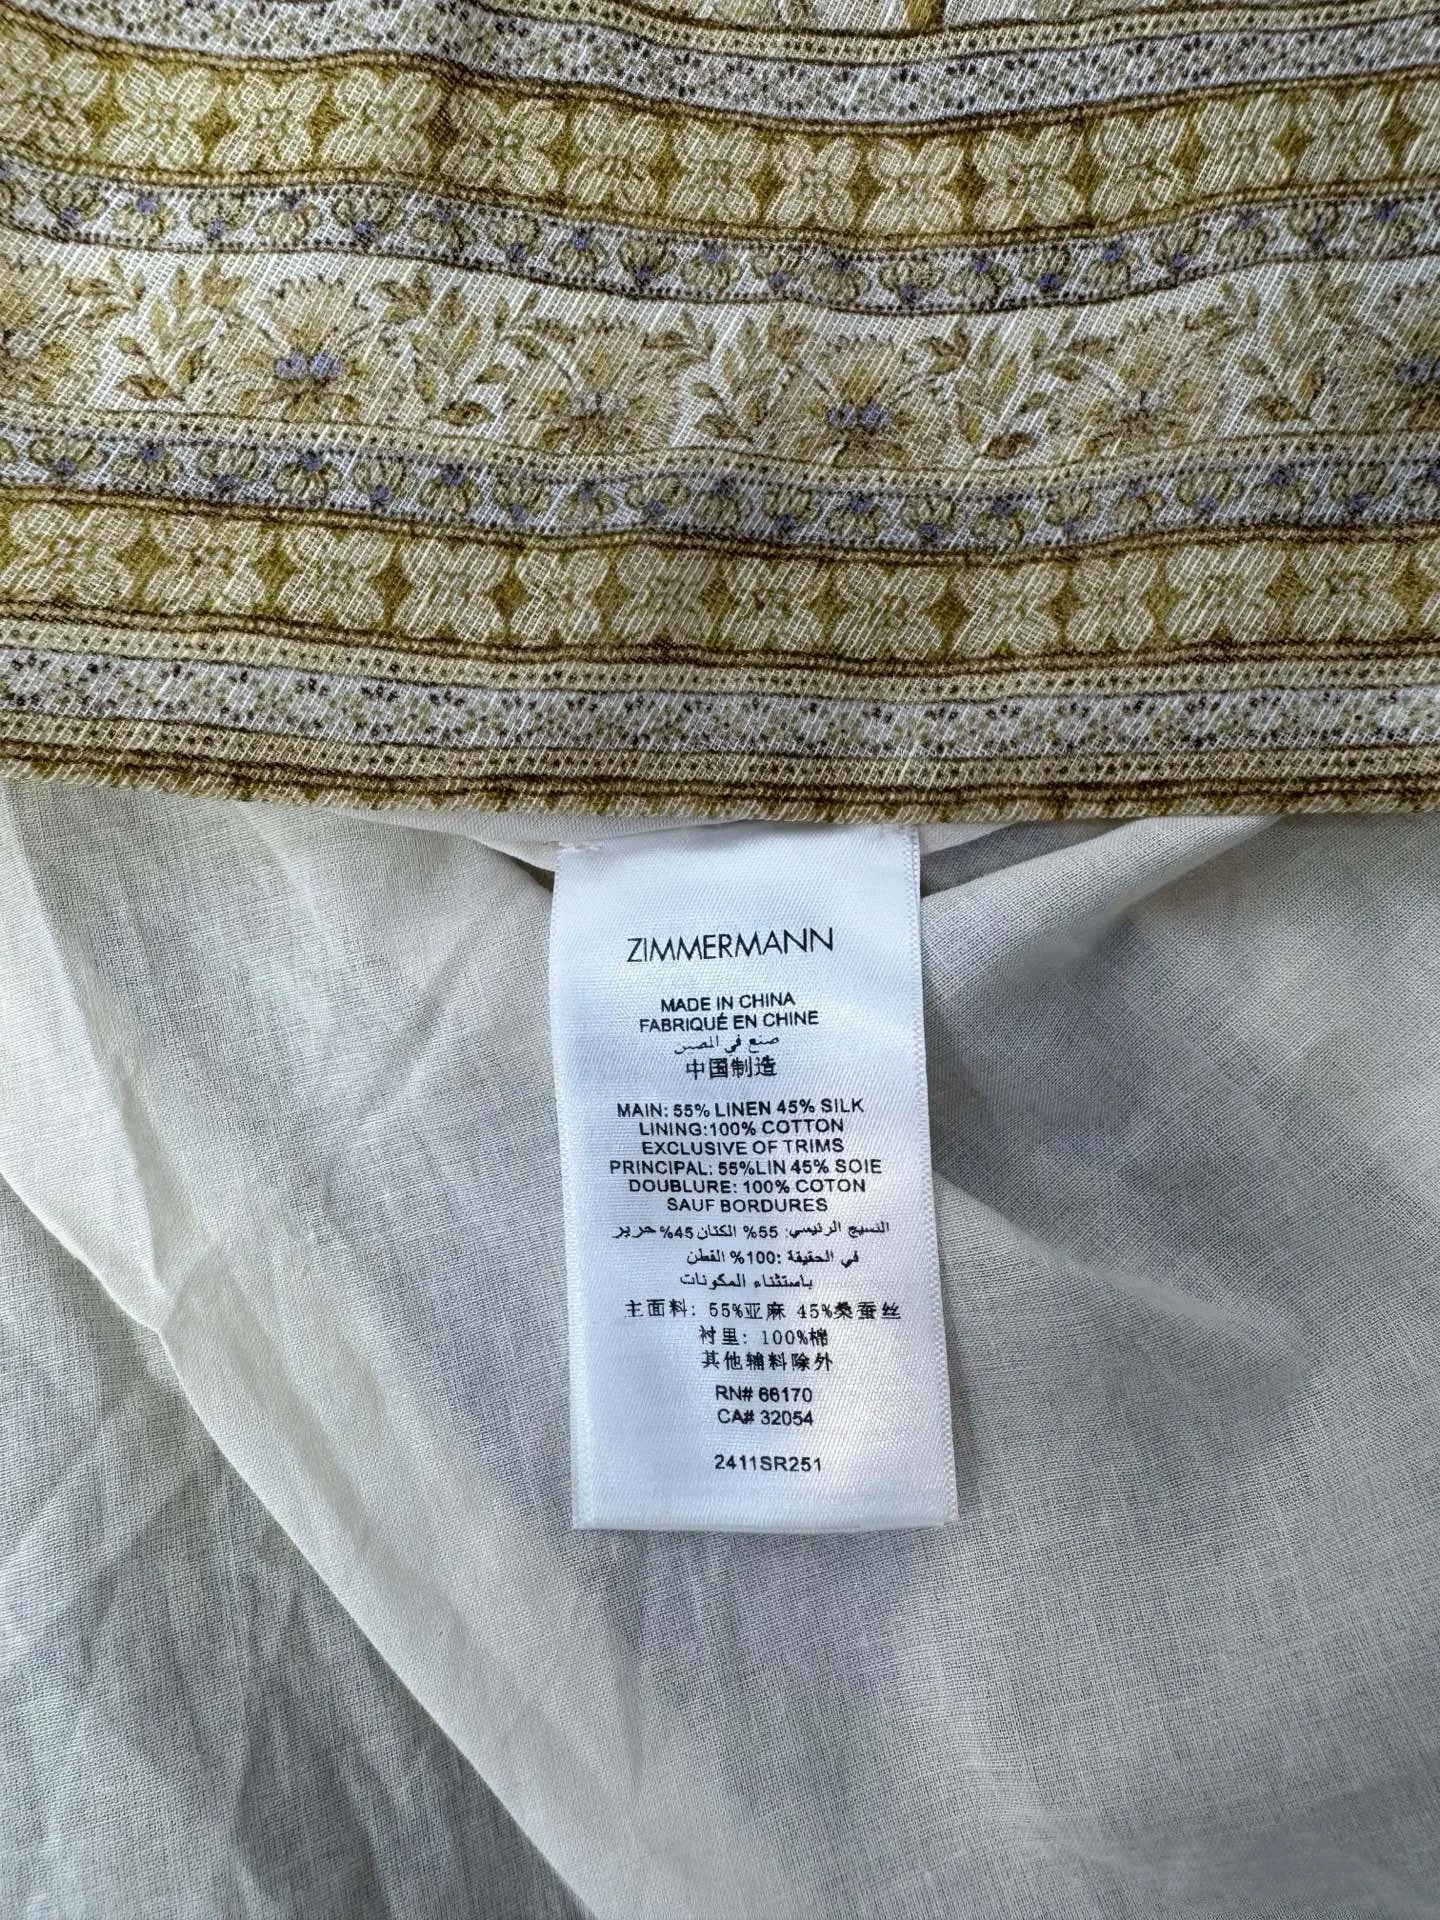 ZIMMERMANN
MADE IN CHINA
FABRIQUÉ EN CHINE
صنع في الصين
中国制造
MAIN: 55% LINEN 45% SILK
LINING:100% COTTON
EXCLUSIVE OF TRIMS
PRINCIPAL: 55%LIN 45% SOIE
DOUBLURE: 100% COTON
SAUF BORDURES
النسيج الرئيسي: 55% الكتان 45% حرير
في الحقيقة :100% القطن
باستثناء المكونات
主面料: 55%亚麻 45%桑蚕丝
衬里: 100%棉
其他辅料除外
RN# 66170
CA# 32054
2411SR251